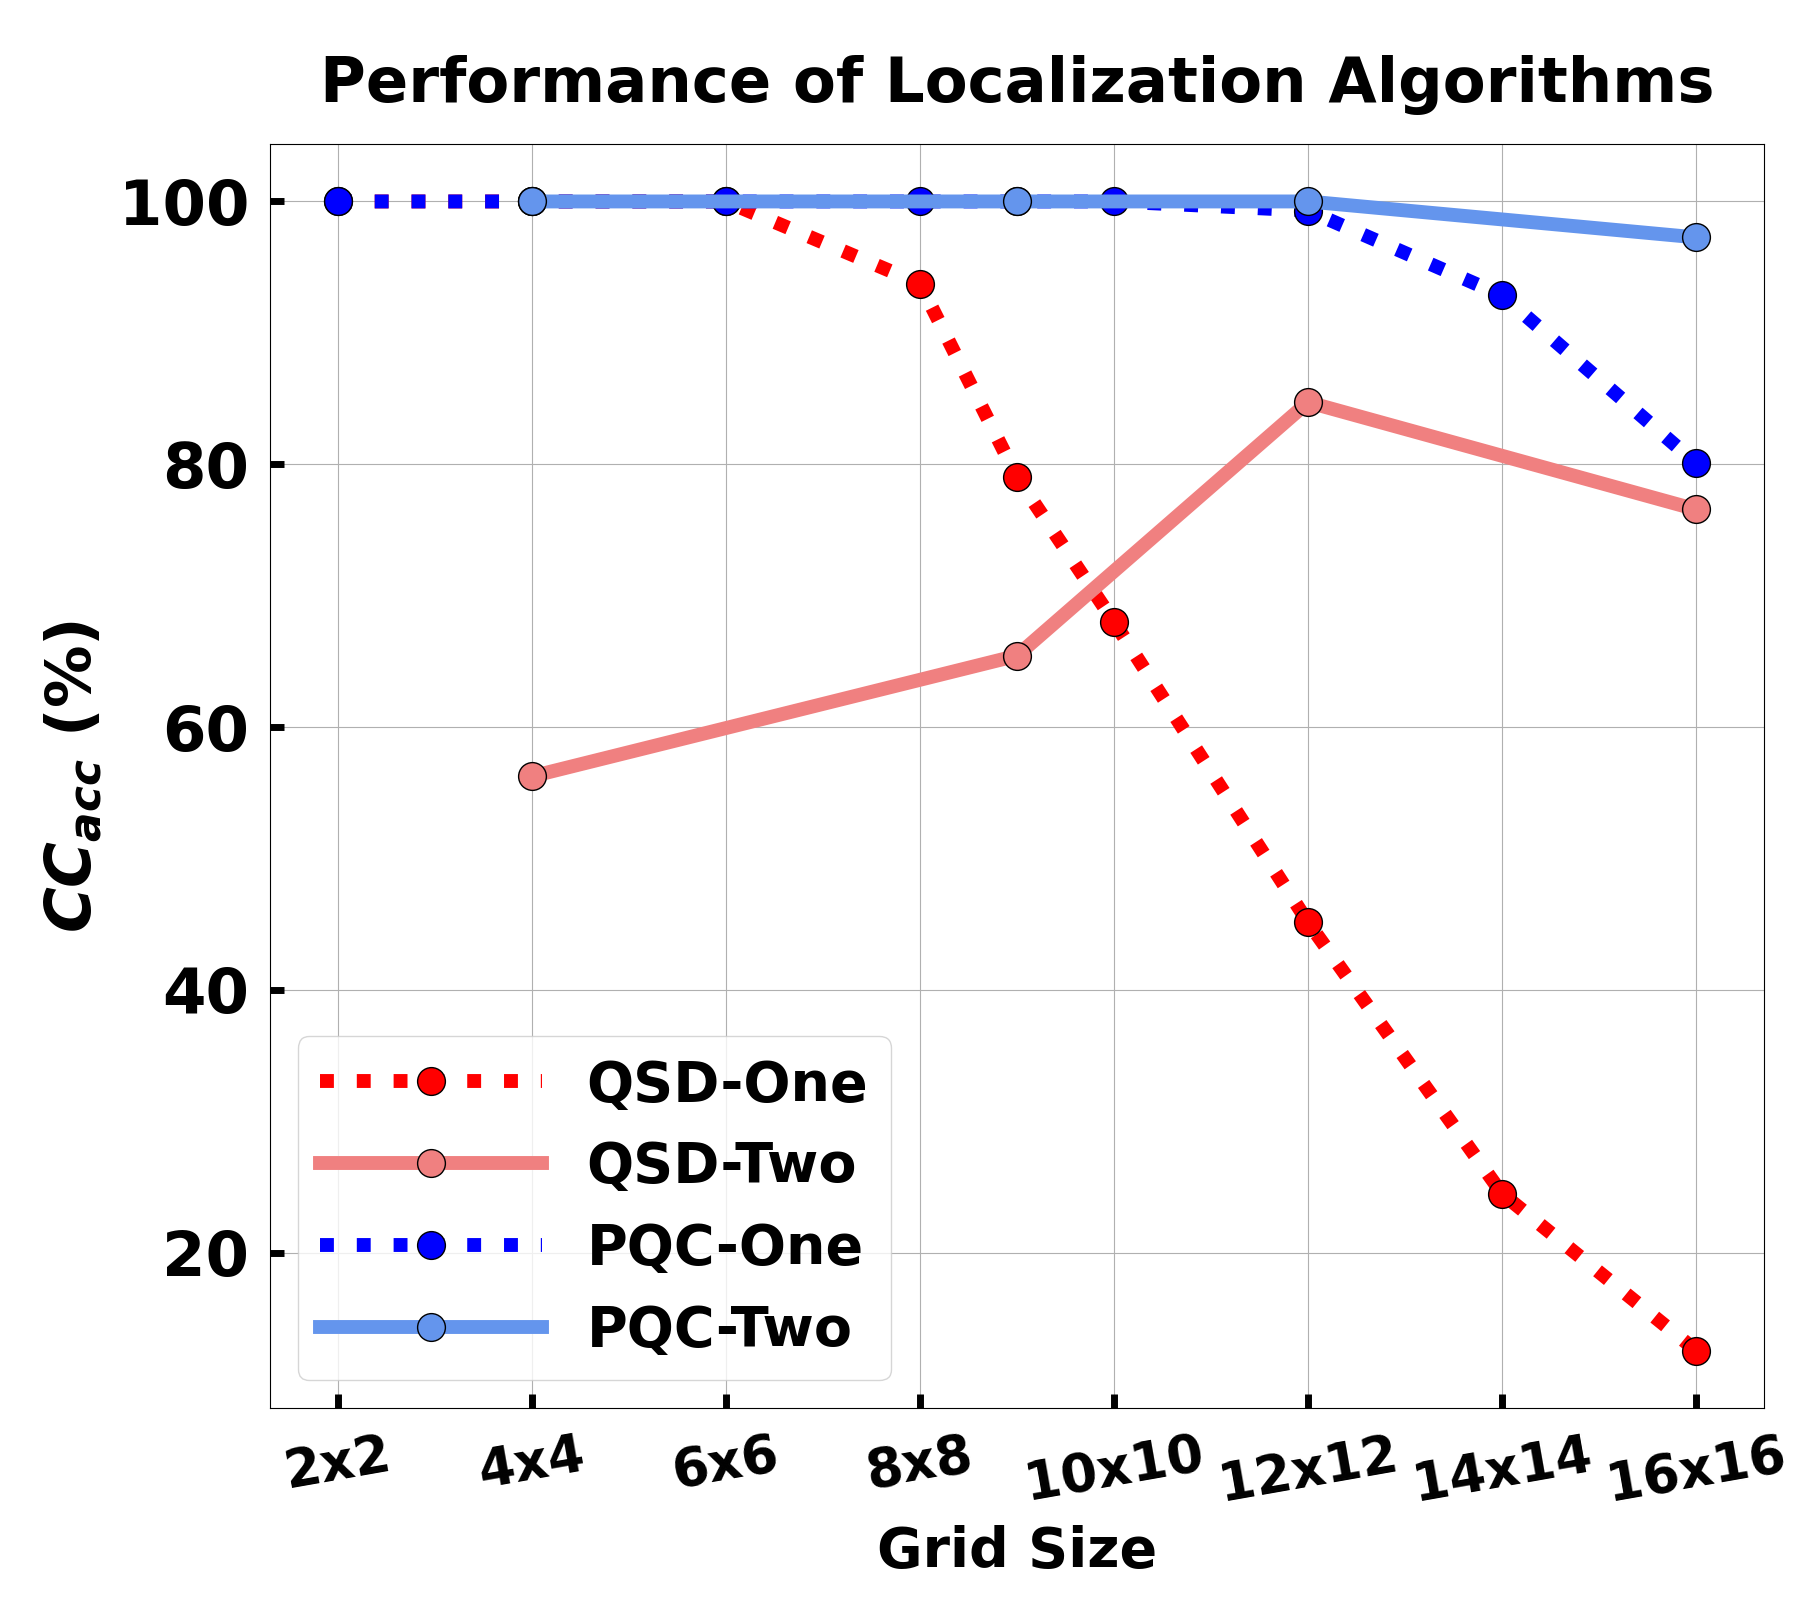 Performance of Localization Algorithms
CCacc (%)
100
80
60
40
20
QSD-One
QSD-Two
PQC-One
PQC-Two
2x2 4x4 6x6 8x8 10x10 12x12 14x14 16x16
Grid Size